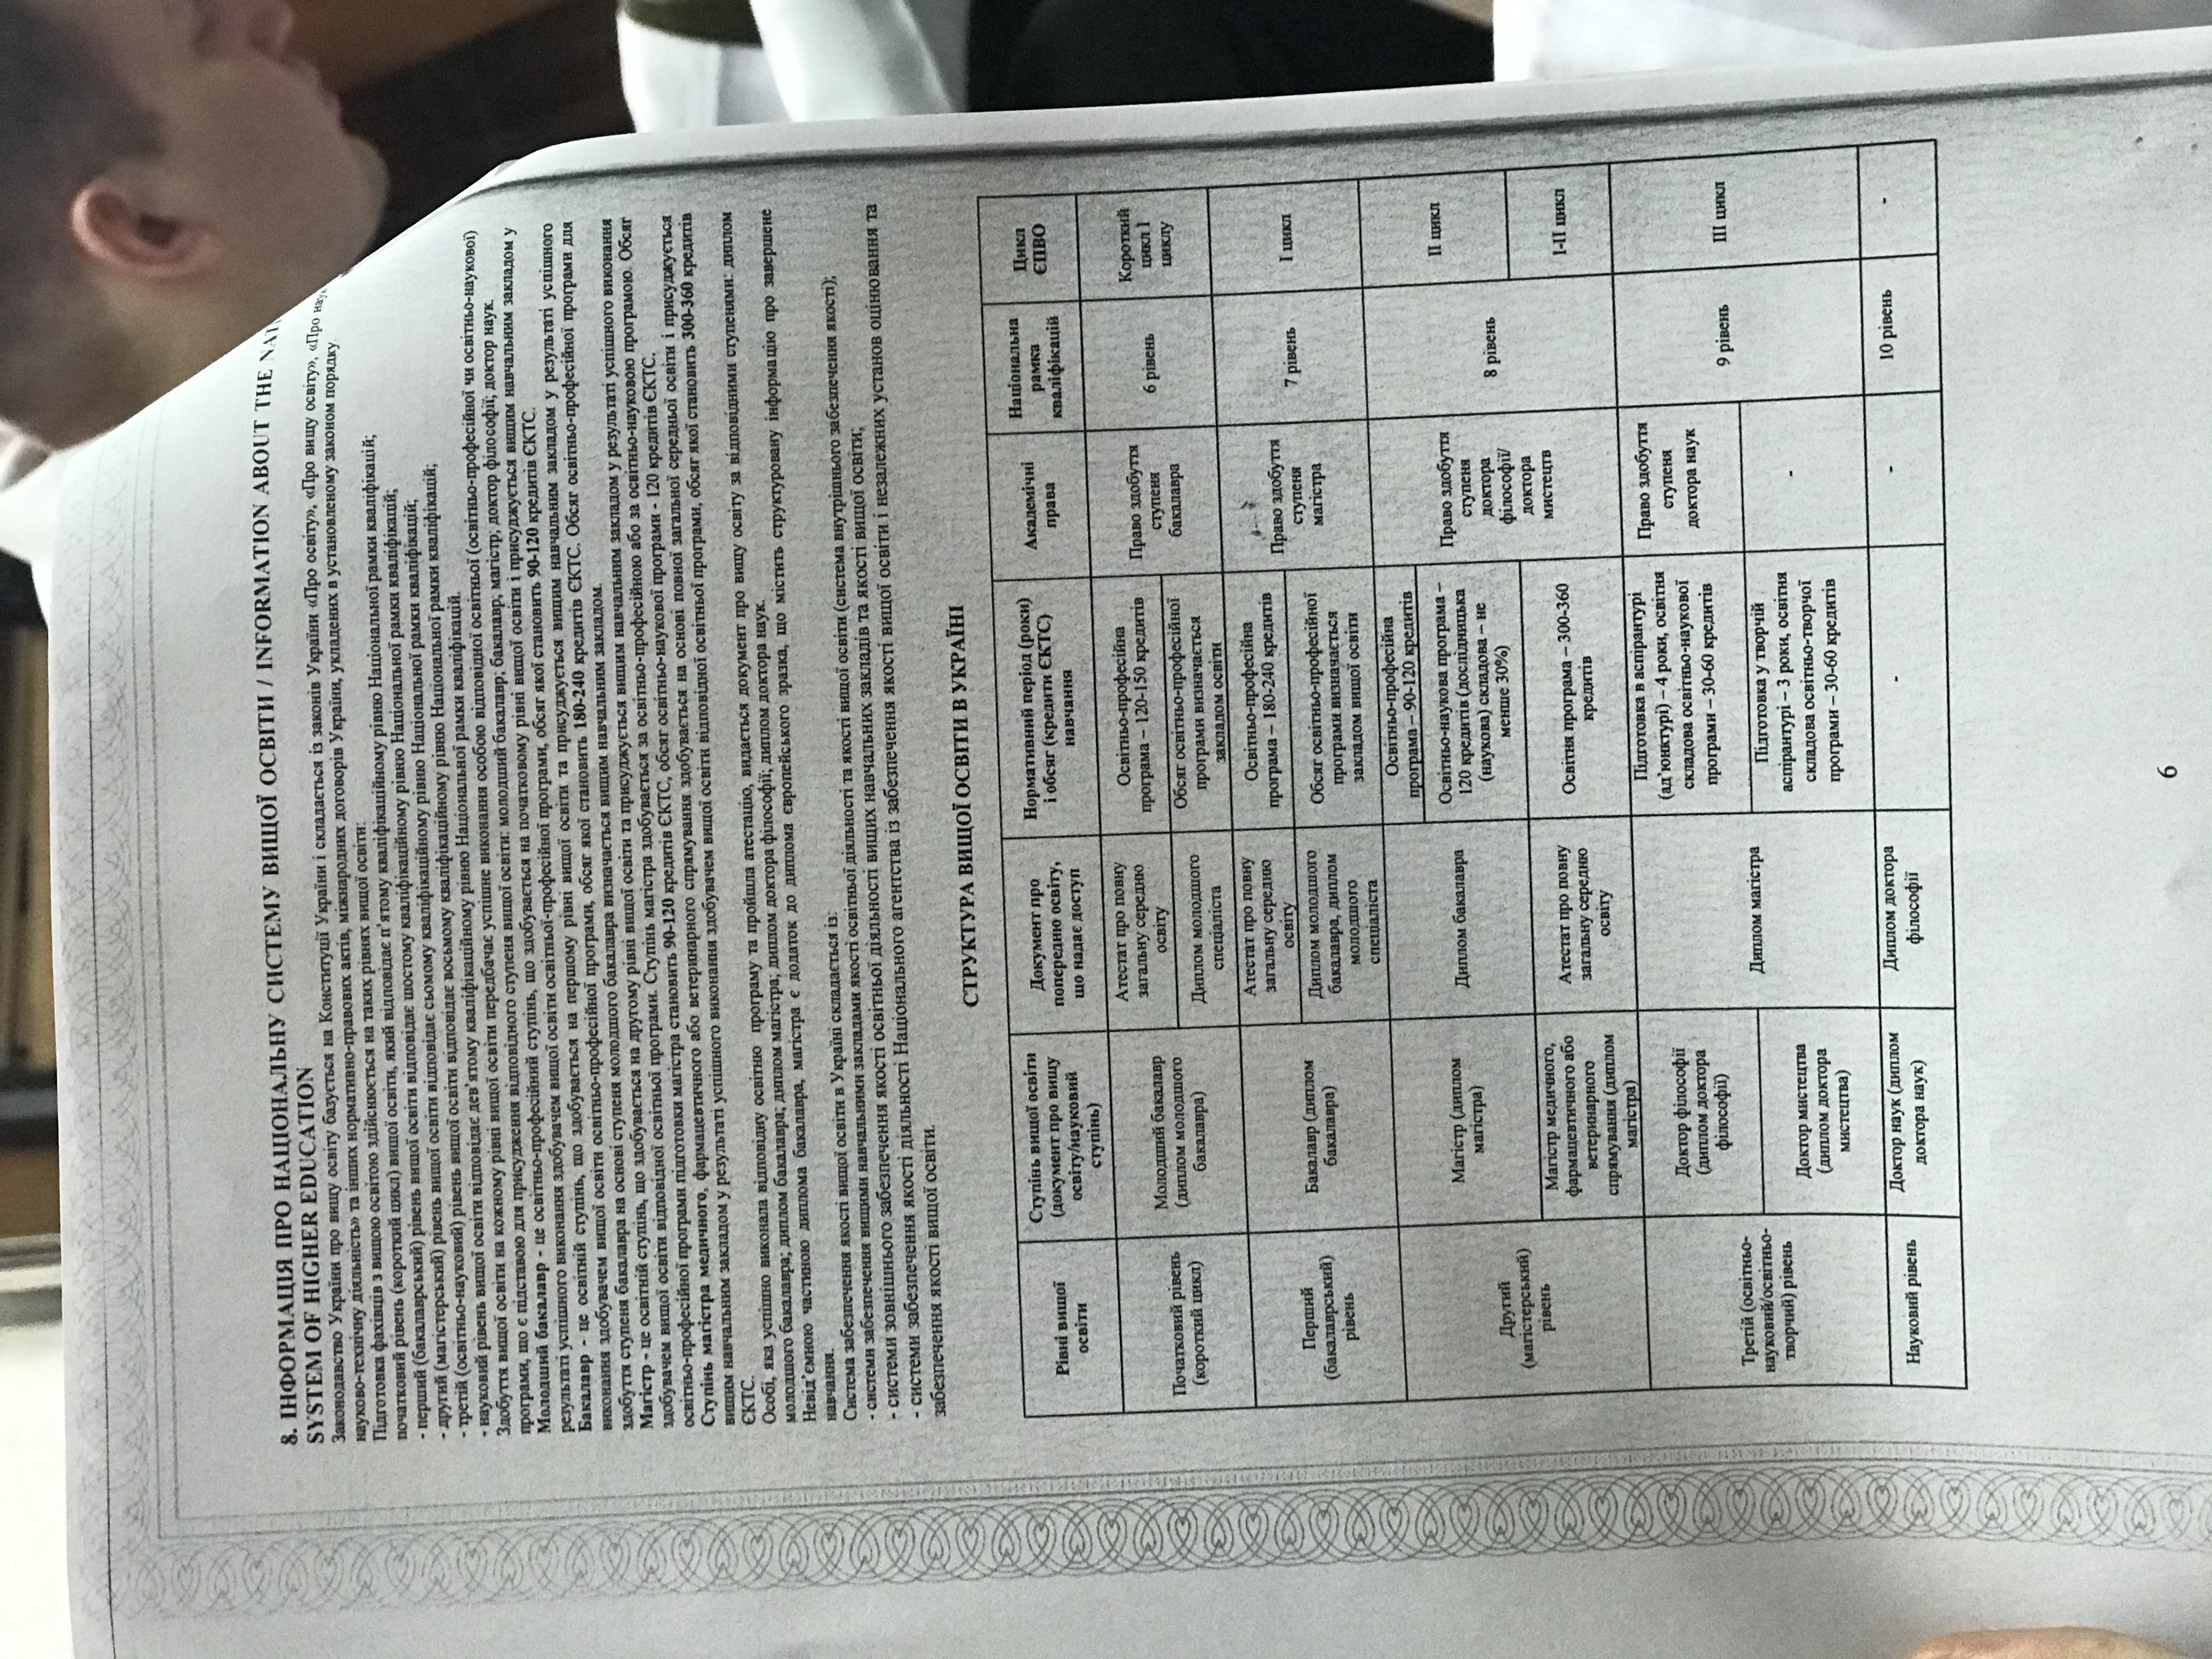 8. ІНФОРМАЦІЯ ПРО НАЦІОНАЛЬНУ СИСТЕМУ ВИЩОЇ ОСВІТИ / INFORMATION ABOUT THE
SYSTEM OF HIGHER EDUCATION
Законодавство України про вищу освіту базується на Конституції України і складається із законів України «Про освіту», «Про вищу освіту», «Про
науково-технічну діяльність» та інших нормативно-правових актів, міжнародних договорів України, укладених в установленому законом порядку.
Підготовка фахівців з вищою освітою здійснюється на таких рівнях вищої освіти:
початковий рівень (короткий цикл) вищої освіти, який відповідає п’ятому кваліфікаційному рівню Національної рамки кваліфікацій;
- перший (бакалаврський) рівень вищої освіти відповідає шостому кваліфікаційному рівню Національної рамки кваліфікацій;
- другий (магістерський) рівень вищої освіти відповідає сьомому кваліфікаційному рівню Національної рамки кваліфікацій;
- третій (освітньо-науковий) рівень вищої освіти відповідає восьмому кваліфікаційному рівню Національної рамки кваліфікацій;
- науковий рівень вищої освіти відповідає дев’ятому кваліфікаційному рівню Національної рамки кваліфікацій.
Здобуття вищої освіти на кожному рівні вищої освіти передбачає успішне виконання особою відповідної освітньої (освітньо-професійної чи освітньо-наукової)
програми, що є підставою для присудження відповідного ступеня вищої освіти: молодший бакалавр; бакалавр; магістр; доктор філософії; доктор наук.
Молодший бакалавр - це освітньо-професійний ступінь, що здобувається на початковому рівні вищої освіти і присуджується вищим навчальним закладом у
результаті успішного виконання здобувачем вищої освіти освітньої-професійної програми, обсяг якої становить 90-120 кредитів ЄКТС.
Бакалавр - це освітній ступінь, що здобувається на першому рівні вищої освіти та присуджується вищим навчальним закладом у результаті успішного
виконання здобувачем вищої освіти освітньо-професійної програми, обсяг якої становить 180-240 кредитів ЄКТС. Обсяг освітньо-професійної програми для
здобуття ступеня бакалавра на основі ступеня молодшого бакалавра визначається вищим навчальним закладом.
Магістр - це освітній ступінь, що здобувається на другому рівні вищої освіти та присуджується вищим навчальним закладом у результаті успішного виконання
здобувачем вищої освіти відповідної освітньої програми. Ступінь магістра здобувається за освітньо-професійною або за освітньо-науковою програмою. Обсяг
освітньо-професійної програми підготовки магістра становить 90-120 кредитів ЄКТС, обсяг освітньо-наукової програми - 120 кредитів ЄКТС.
Ступінь магістра медичного, фармацевтичного або ветеринарного спрямування здобувається на основі повної загальної середньої освіти і присуджується
вищим навчальним закладом у результаті успішного виконання здобувачем вищої освіти відповідної освітньої програми, обсяг якої становить 300-360 кредитів
ЄКТС.
Особі, яка успішно виконала відповідну освітню програму та пройшла атестацію, видається документ про вищу освіту за відповідними ступенями: диплом
молодшого бакалавра; диплом бакалавра; диплом магістра; диплом доктора філософії; диплом доктора наук.
Невід’ємною частиною диплома бакалавра, магістра є додаток до диплома європейського зразка, що містить структуровану інформацію про завершене
навчання.
Система забезпечення якості вищої освіти в Україні складається із:
- системи забезпечення вищими навчальними закладами якості освітньої діяльності та якості вищої освіти (система внутрішнього забезпечення якості);
- системи зовнішнього забезпечення якості освітньої діяльності вищих навчальних закладів та якості вищої освіти;
- системи забезпечення якості діяльності Національного агентства із забезпечення якості вищої освіти і незалежних установ оцінювання та
забезпечення якості вищої освіти.
СТРУКТУРА ВИЩОЇ ОСВІТИ В УКРАЇНІ
Рівні вищої
освіти
Ступінь вищої освіти
(документ про вищу
освіту/науковий
ступінь)
Документ про
попередню освіту,
що надає доступ
Нормативний період (роки)
і обсяг (кредити ЄКТС)
навчання
Академічні
права
Національна
рамка
кваліфікацій
Цикл
ЄПВО
Початковий рівень
(короткий цикл)
Молодший бакалавр
(диплом молодшого
бакалавра)
Атестат про повну
загальну середню
освіту
Освітньо-професійна
програма – 120-150 кредитів
Диплом молодшого
спеціаліста
Обсяг освітньо-професійної
програми визначається
закладом освіти
Право здобуття
ступеня
бакалавра
6 рівень
Короткий
цикл І
циклу
Перший
(бакалаврський)
рівень
Бакалавр (диплом
бакалавра)
Атестат про повну
загальну середню
освіту
Освітньо-професійна
програма – 180-240 кредитів
Диплом молодшого
бакалавра, диплом
молодшого
спеціаліста
Обсяг освітньо-професійної
програми визначається
закладом вищої освіти
Право здобуття
ступеня
магістра
7 рівень
І цикл
Другий
(магістерський)
рівень
Магістр (диплом
магістра)
Диплом бакалавра
Освітньо-професійна
програма – 90-120 кредитів
Освітньо-наукова програма –
120 кредитів (дослідницька
(наукова) складова – не
менше 30%)
Право здобуття
ступеня
доктора
філософії/
доктора
мистецтв
8 рівень
ІІ цикл
Магістр медичного,
фармацевтичного або
ветеринарного
спрямування (диплом
магістра)
Атестат про повну
загальну середню
освіту
Освітня програма – 300-360
кредитів
І-ІІ цикл
Третій (освітньо-
науковий/освітньо-
творчий) рівень
Доктор філософії
(диплом доктора
філософії)
Диплом магістра
Підготовка в аспірантурі
(ад’юнктурі) – 4 роки, освітня
складова освітньо-наукової
програми – 30-60 кредитів
Право здобуття
ступеня
доктора наук
9 рівень
ІІІ цикл
Доктор мистецтва
(диплом доктора
мистецтва)
Підготовка у творчій
аспірантурі – 3 роки, освітня
складова освітньо-творчої
програми – 30-60 кредитів
-
Науковий рівень
Доктор наук (диплом
доктора наук)
Диплом доктора
філософії
-
-
10 рівень
-
6